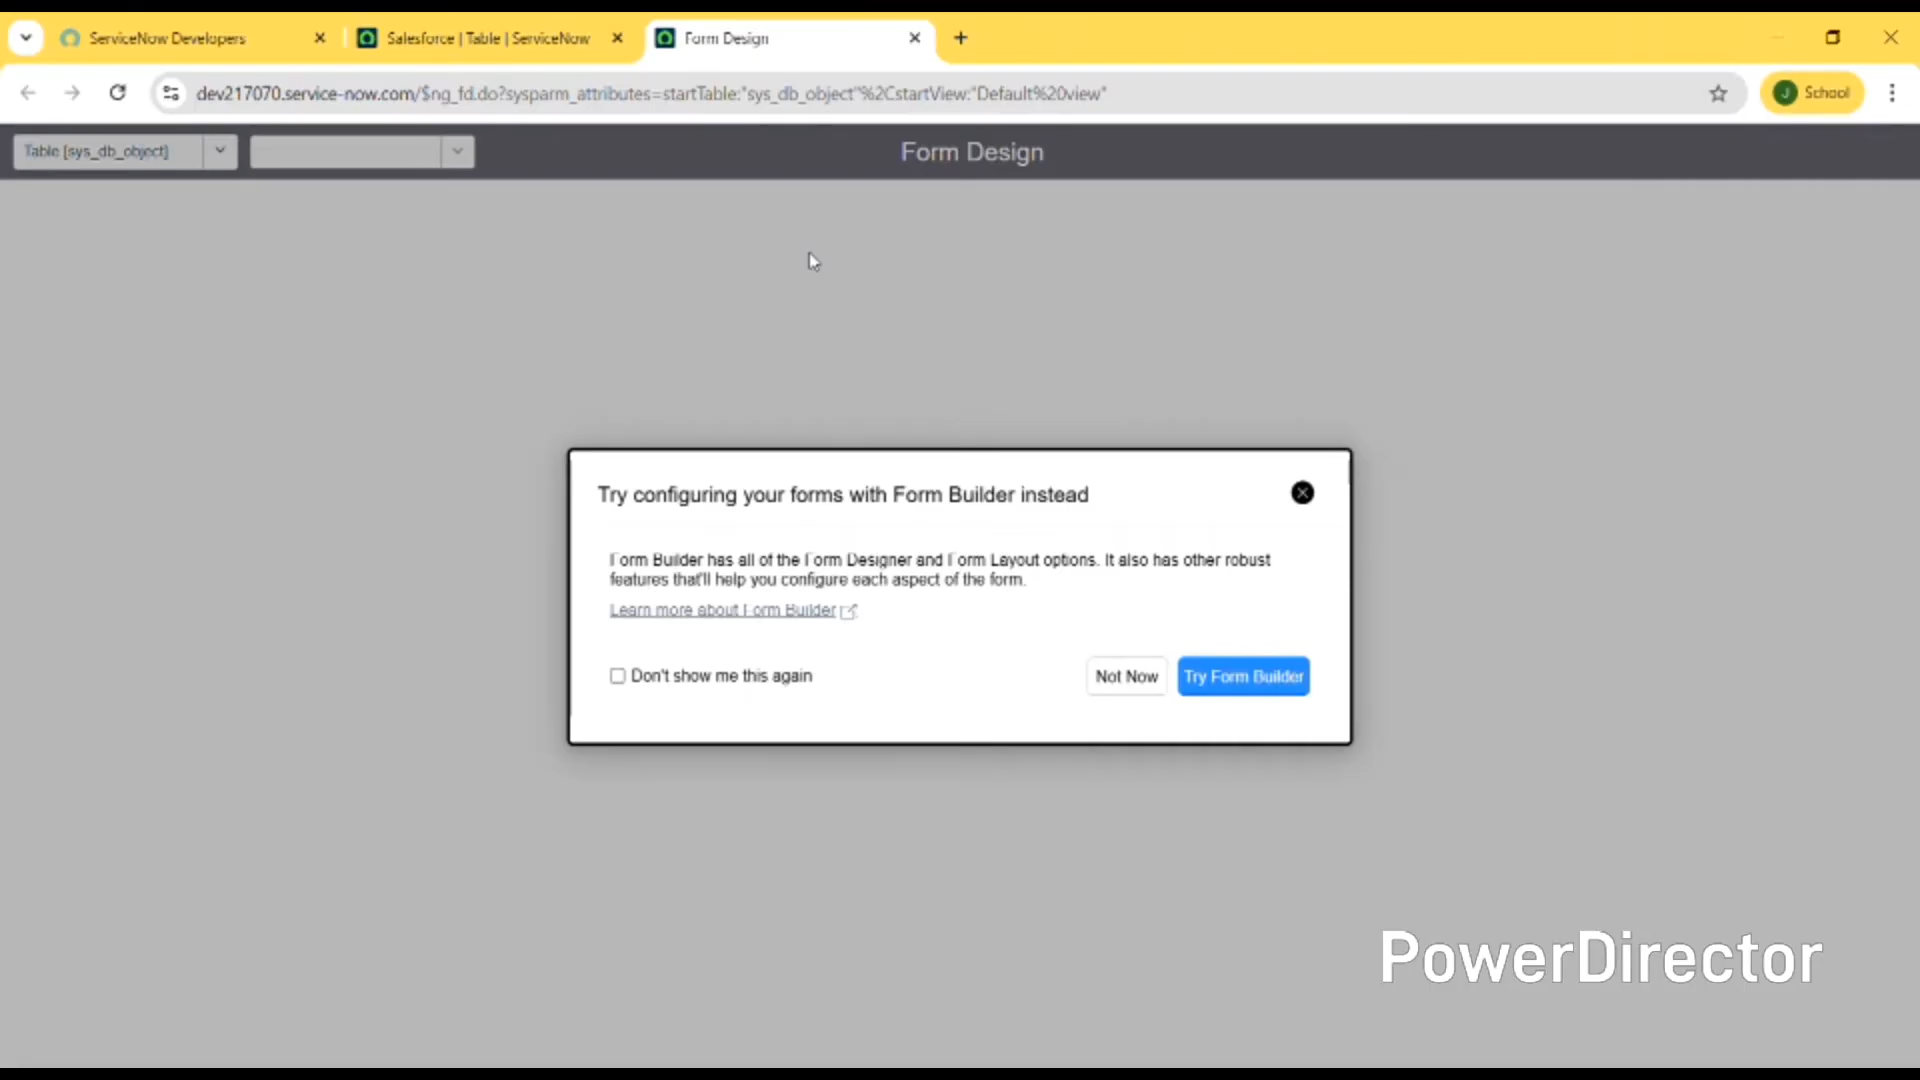 ServiceNow Developers
Salesforce | Table | ServiceNow
Form Design
dev217070.service-now.com/$ng_fd.do?sysparm_attributes=startTable:"sys_db_object"%2CstartView:"Default%20view"
J School
Table [sys_db_object]
Form Design
Try configuring your forms with Form Builder instead
Form Builder has all of the Form Designer and Form Layout options. It also has other robust
features that'll help you configure each aspect of the form.
Learn more about Form Builder
Don't show me this again
Not Now
Try Form Builder
PowerDirector